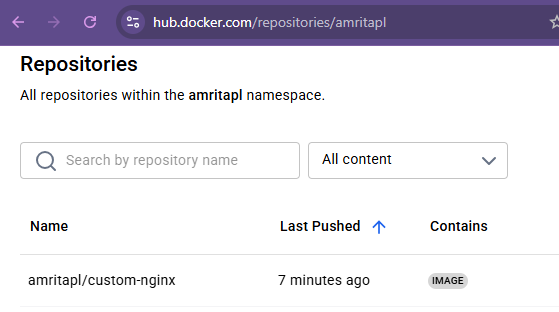 hub.docker.com/repositories/amritapl
Repositories
All repositories within the amritapl namespace.
Search by repository name
All content
Name Last Pushed Contains
amritapl/custom-nginx 7 minutes ago IMAGE